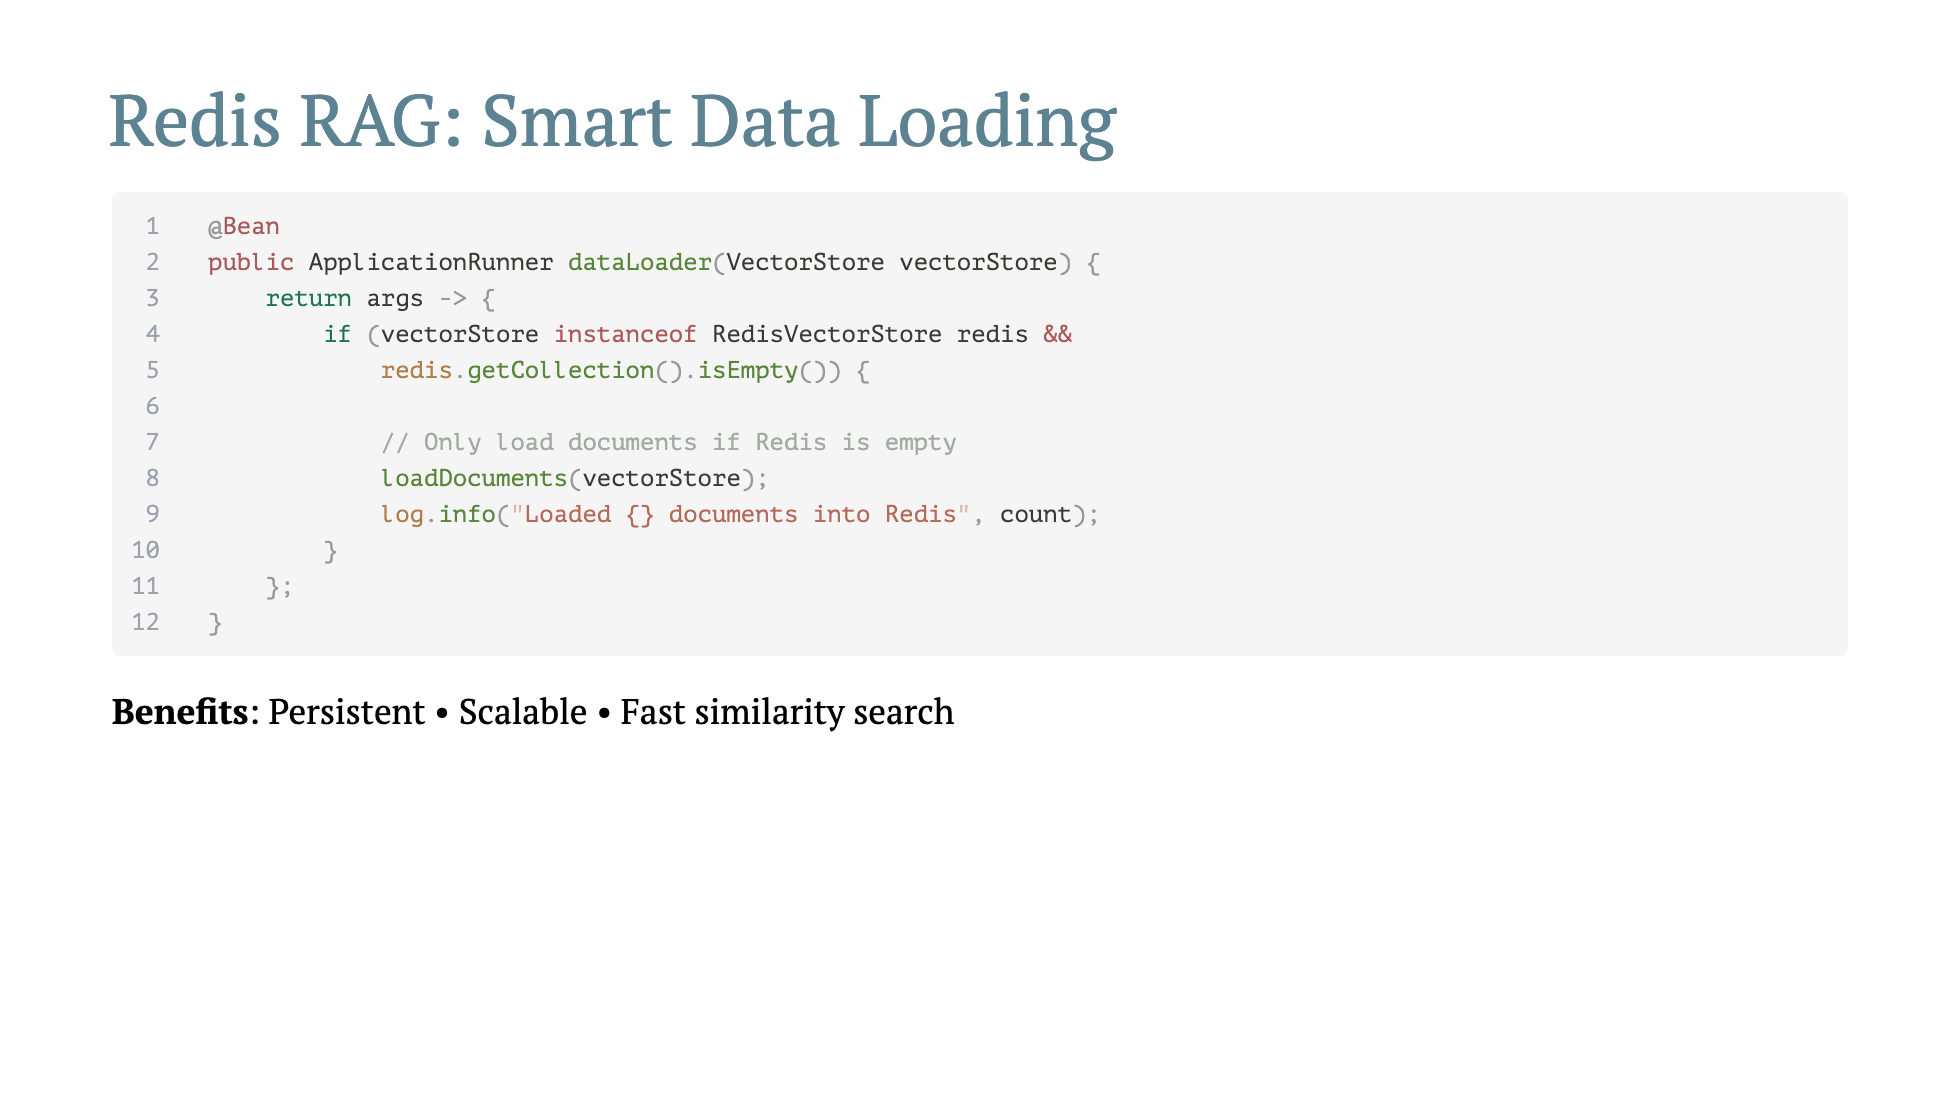 Redis RAG: Smart Data Loading
1 @Bean
2 public ApplicationRunner dataLoader(VectorStore vectorStore) {
3     return args -> {
4         if (vectorStore instanceof RedisVectorStore redis &&
5             redis.getCollection().isEmpty()) {
6
7             // Only load documents if Redis is empty
8             loadDocuments(vectorStore);
9             log.info("Loaded {} documents into Redis", count);
10         }
11     };
12 }
Benefits: Persistent • Scalable • Fast similarity search